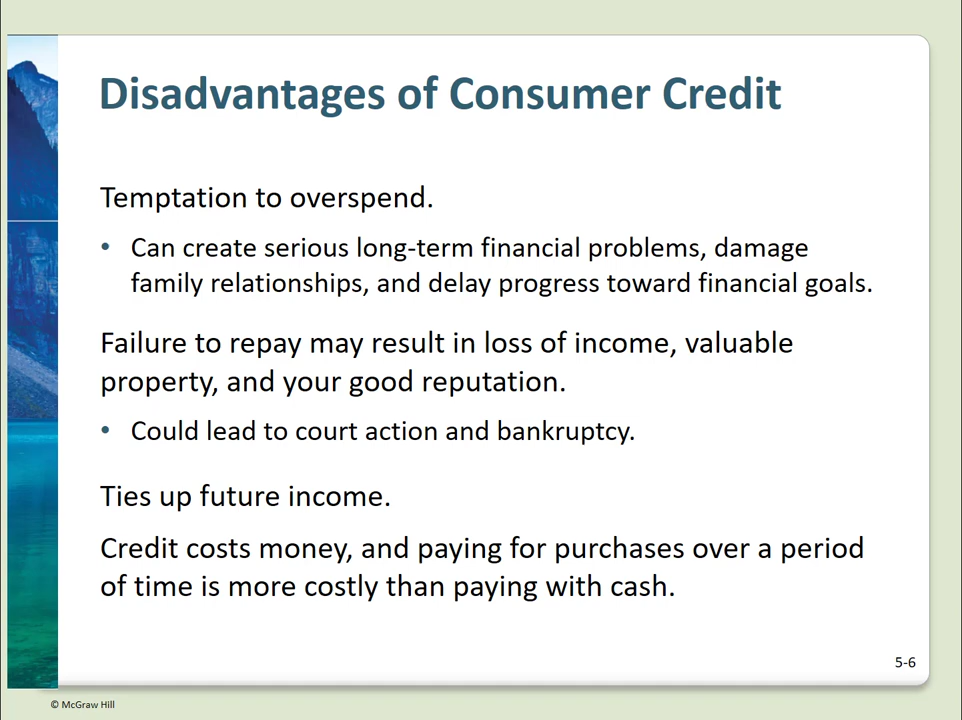 Disadvantages of Consumer Credit
Temptation to overspend.
• Can create serious long-term financial problems, damage
family relationships, and delay progress toward financial goals.
Failure to repay may result in loss of income, valuable
property, and your good reputation.
• Could lead to court action and bankruptcy.
Ties up future income.
Credit costs money, and paying for purchases over a period
of time is more costly than paying with cash.
5-6
© McGraw Hill